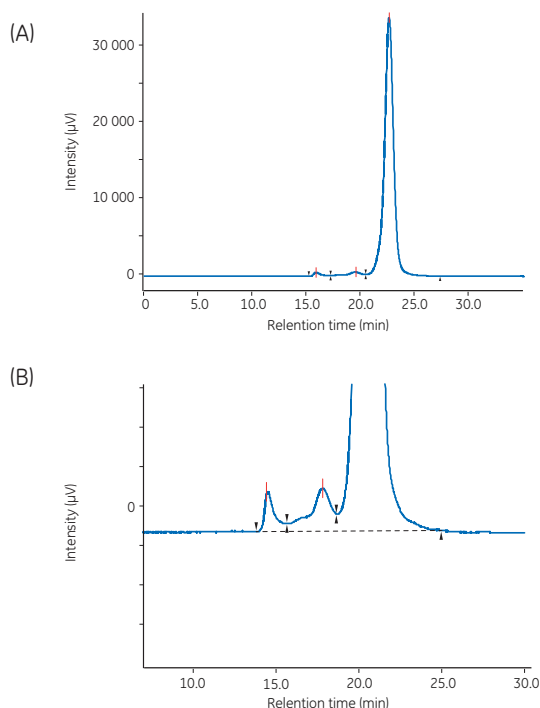 (A)
30 000
20 000
10 000
0
Intensity (µV)
0 5.0 10.0 15.0 20.0 25.0 30.0
Relention time (min)
(B)
0
Intensity (µV)
10.0 15.0 20.0 25.0 30.0
Relention time (min)